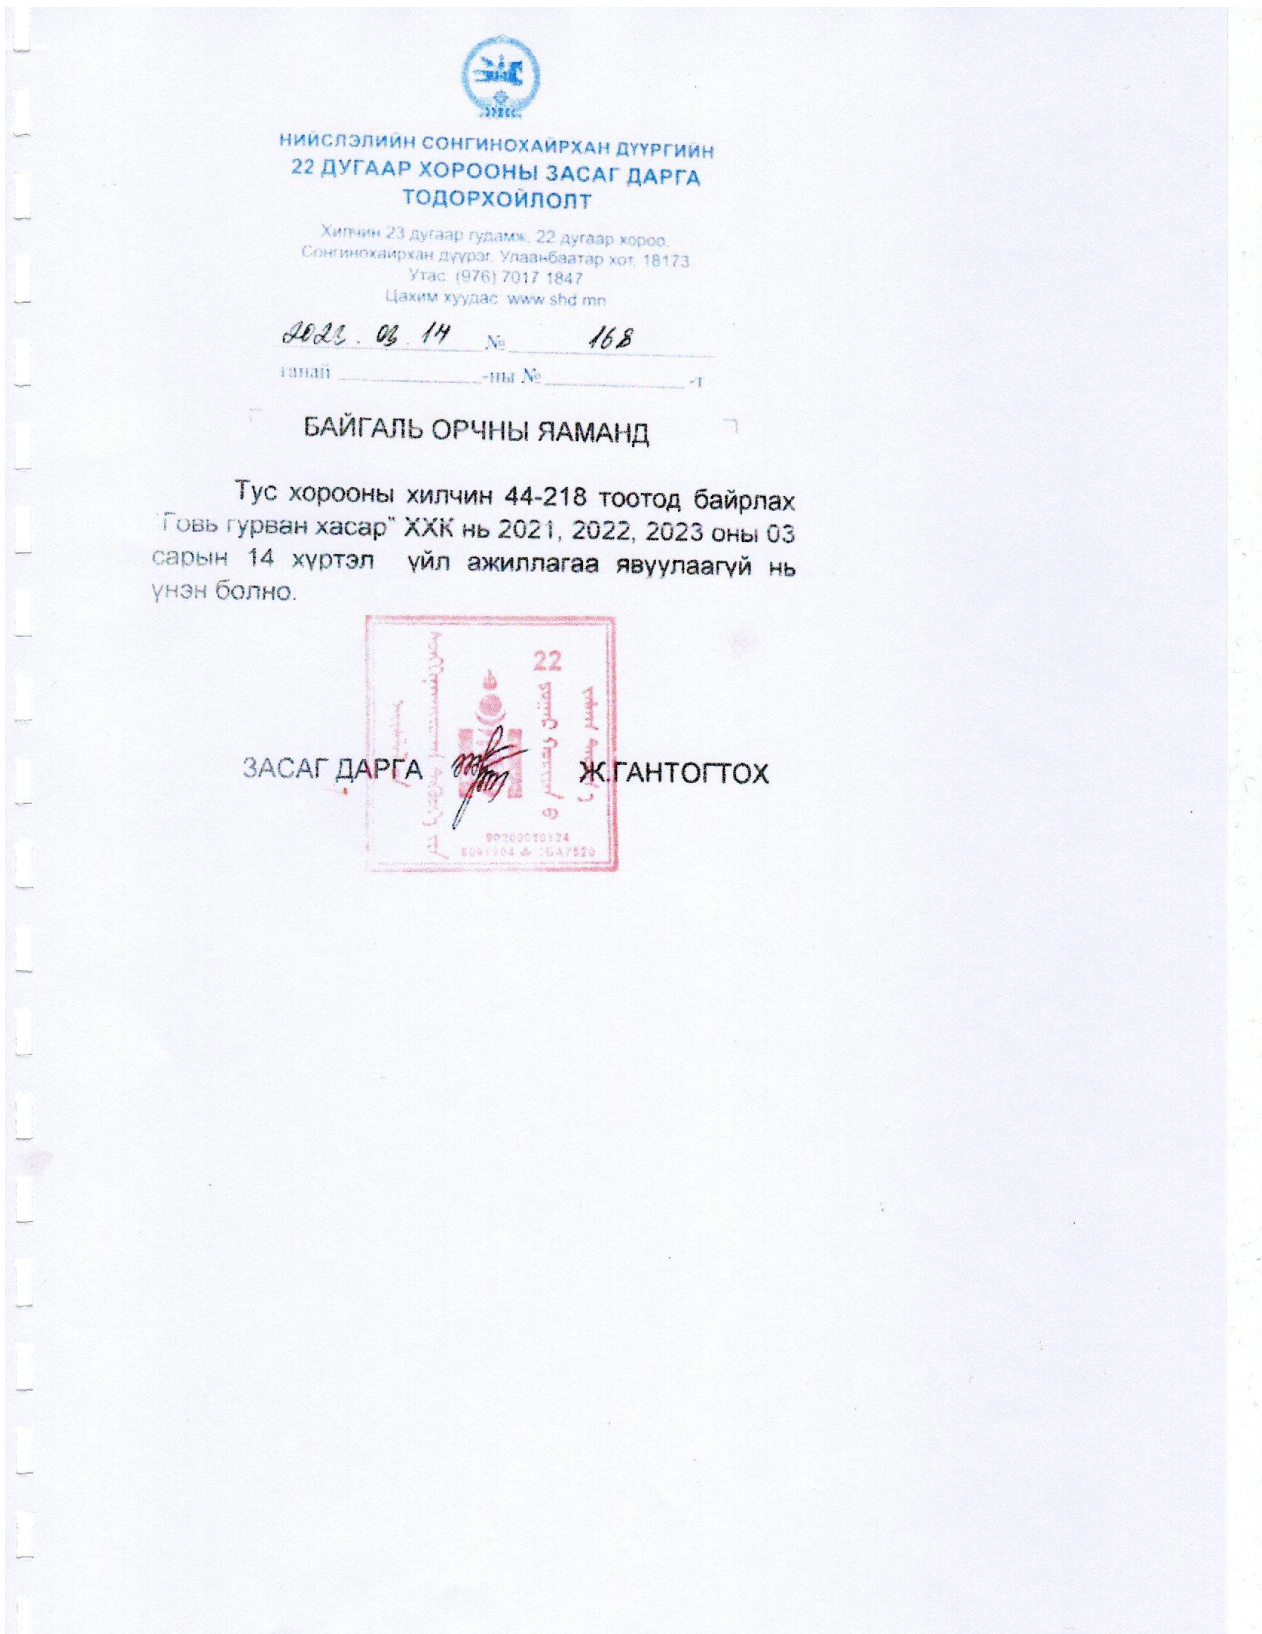 НИЙСЛЭЛИЙН СОНГИНОХАЙРХАН ДҮҮРГИЙН
22 ДУГААР ХОРООНЫ ЗАСАГ ДАРГА
ТОДОРХОЙЛОЛТ
Хилчин 23 дугаар гудамж, 22 дугаар хороо,
Сонгинохайрхан дүүрэг, Улаанбаатар хот, 18173
Утас: (976) 7017 1847
Цахим хуудас: www.shd.mn
2023 . 03 . 14 № 168
танай ______________-ны №______________ -т
БАЙГАЛЬ ОРЧНЫ ЯАМАНД
Тус хорооны хилчин 44-218 тоотод байрлах
"Говь гурван хасар" ХХК нь 2021, 2022, 2023 оны 03
сарын 14 хүртэл үйл ажиллагаа явуулаагүй нь
үнэн болно.
22
ЗАСАГ ДАРГА Ж.ГАНТОГТОХ